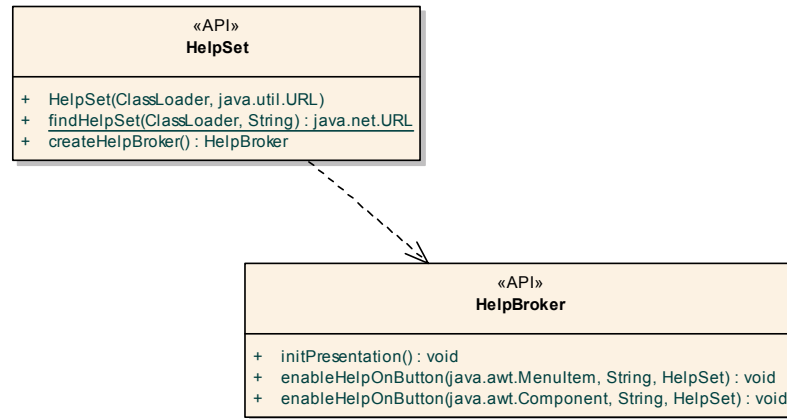 «API»
HelpSet
+ HelpSet(ClassLoader, java.util.URL)
+ findHelpSet(ClassLoader, String) : java.net.URL
+ createHelpBroker() : HelpBroker
«API»
HelpBroker
+ initPresentation() : void
+ enableHelpOnButton(java.awt.MenuItem, String, HelpSet) : void
+ enableHelpOnButton(java.awt.Component, String, HelpSet) : void